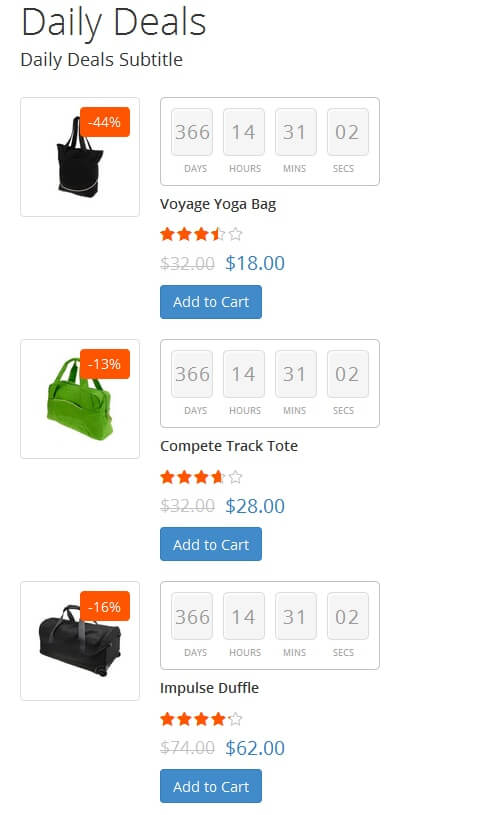 Daily Deals
Daily Deals Subtitle
-44%
366 14 31 02
DAYS HOURS MINS SECS
Voyage Yoga Bag
$32.00 $18.00
Add to Cart
-13%
366 14 31 02
DAYS HOURS MINS SECS
Compete Track Tote
$32.00 $28.00
Add to Cart
-16%
366 14 31 02
DAYS HOURS MINS SECS
Impulse Duffle
$74.00 $62.00
Add to Cart